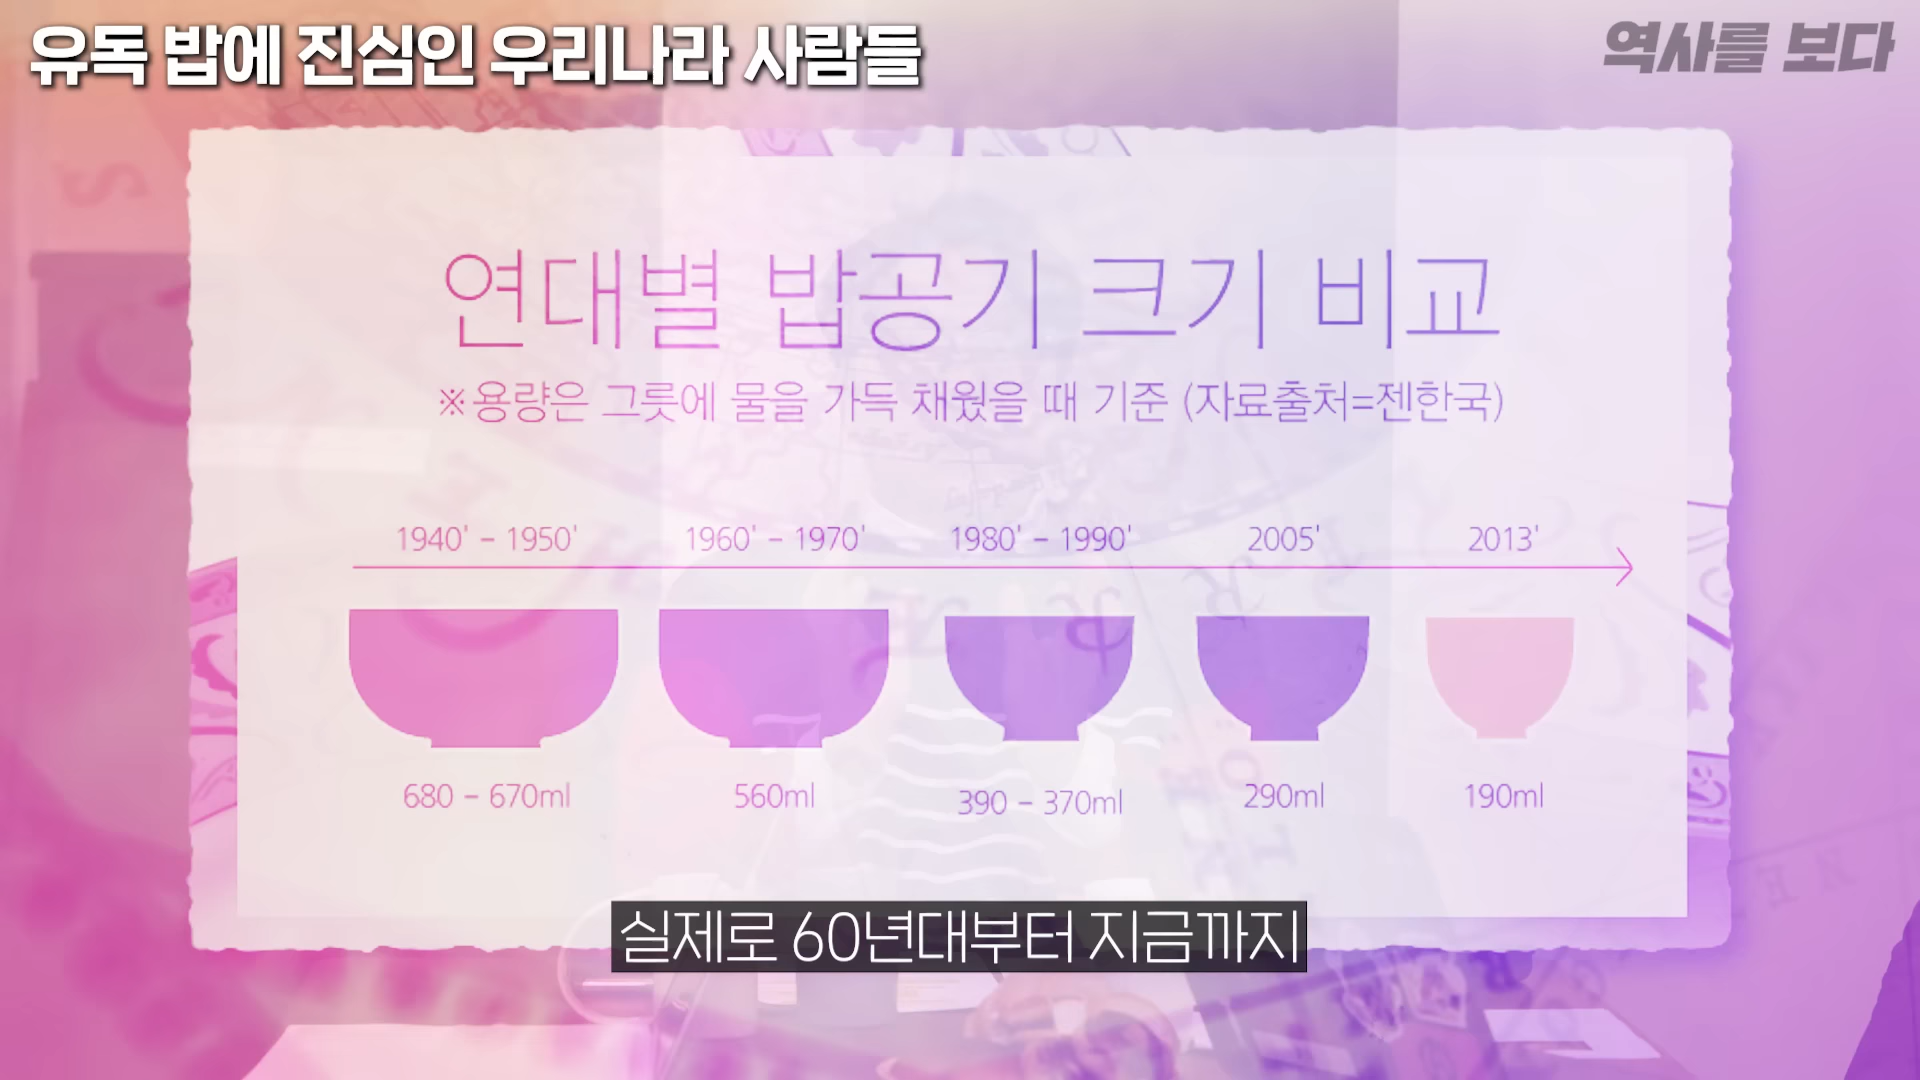 유독 밥에 진심인 우리나라 사람들
역사를 보다
연대별 밥공기 크기 비교
※용량은 그릇에 물을 가득 채웠을 때 기준 (자료출처=젠한국)
1940' – 1950' 1960' – 1970' 1980' – 1990' 2005' 2013'
680 – 670ml 560ml 390 – 370ml 290ml 190ml
실제로 60년대부터 지금까지